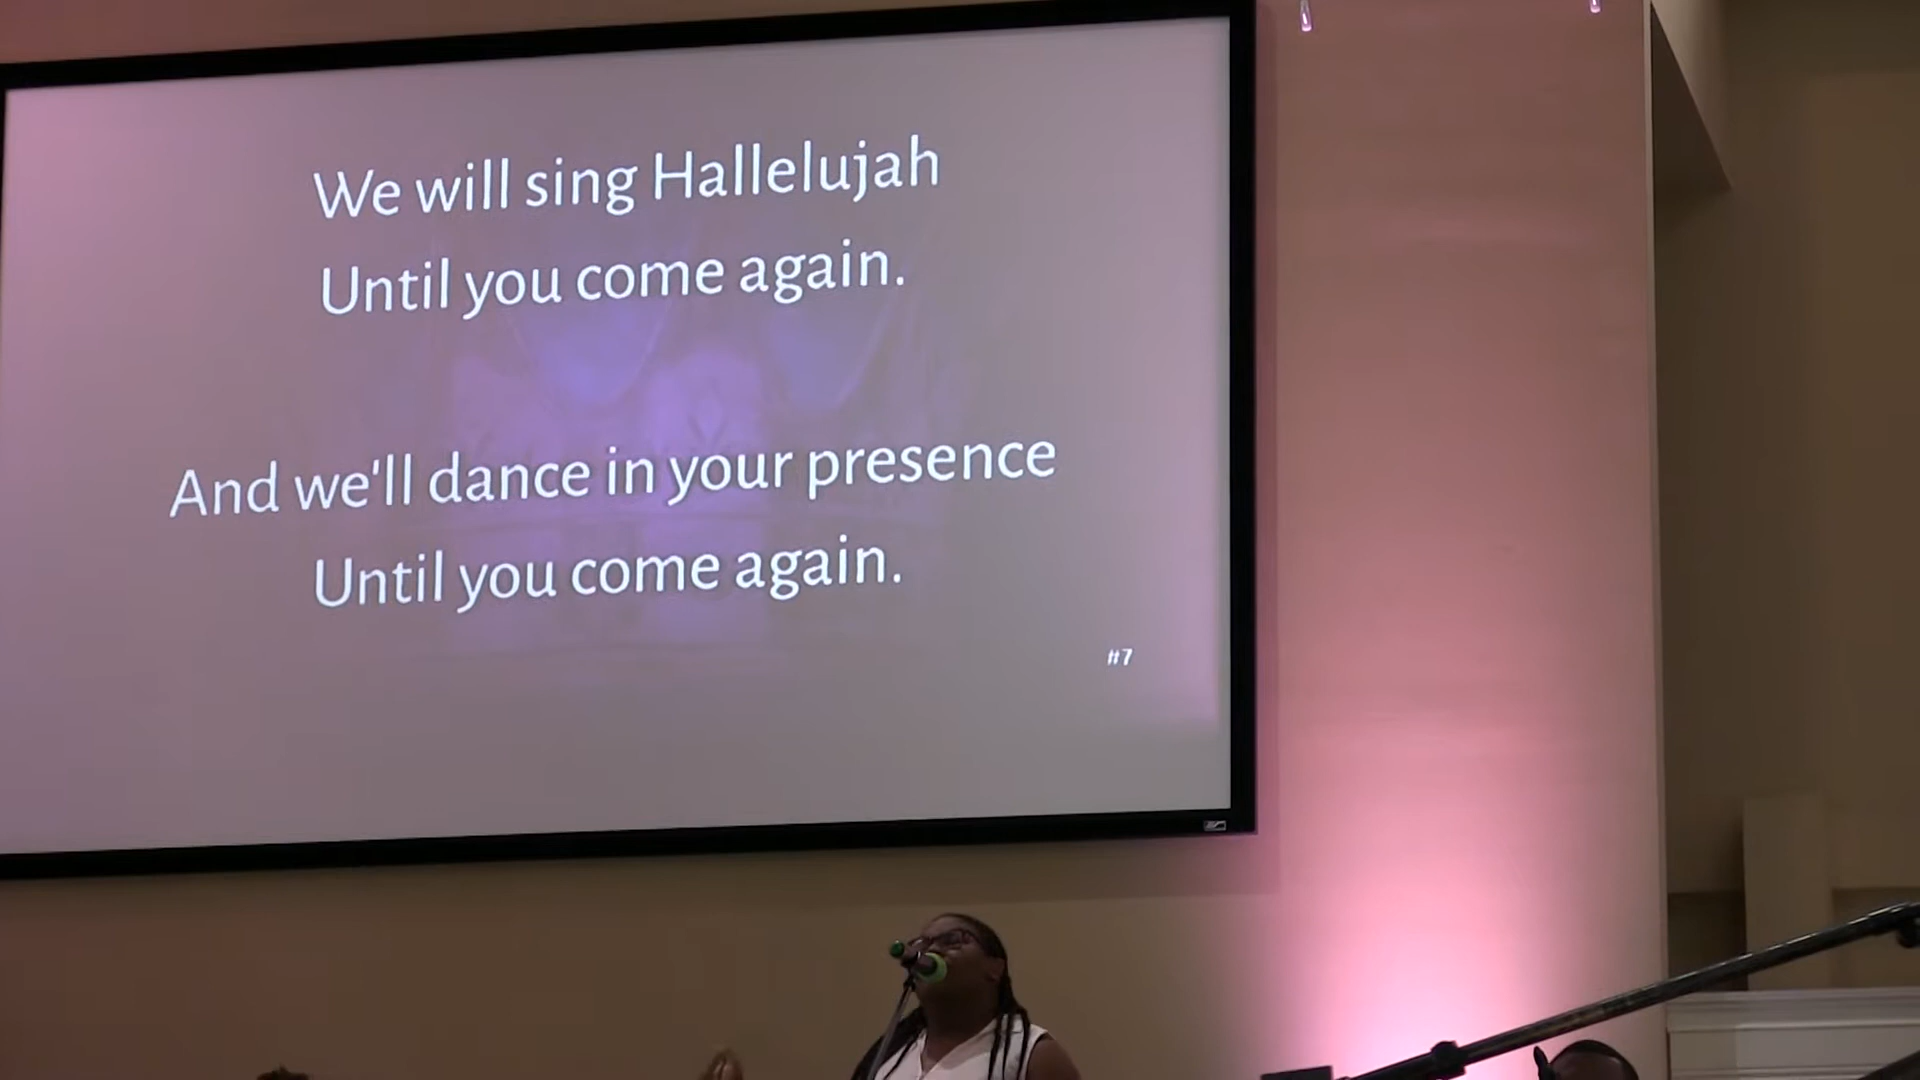 We will sing Hallelujah
Until you come again.
And we'll dance in your presence
Until you come again.
#7